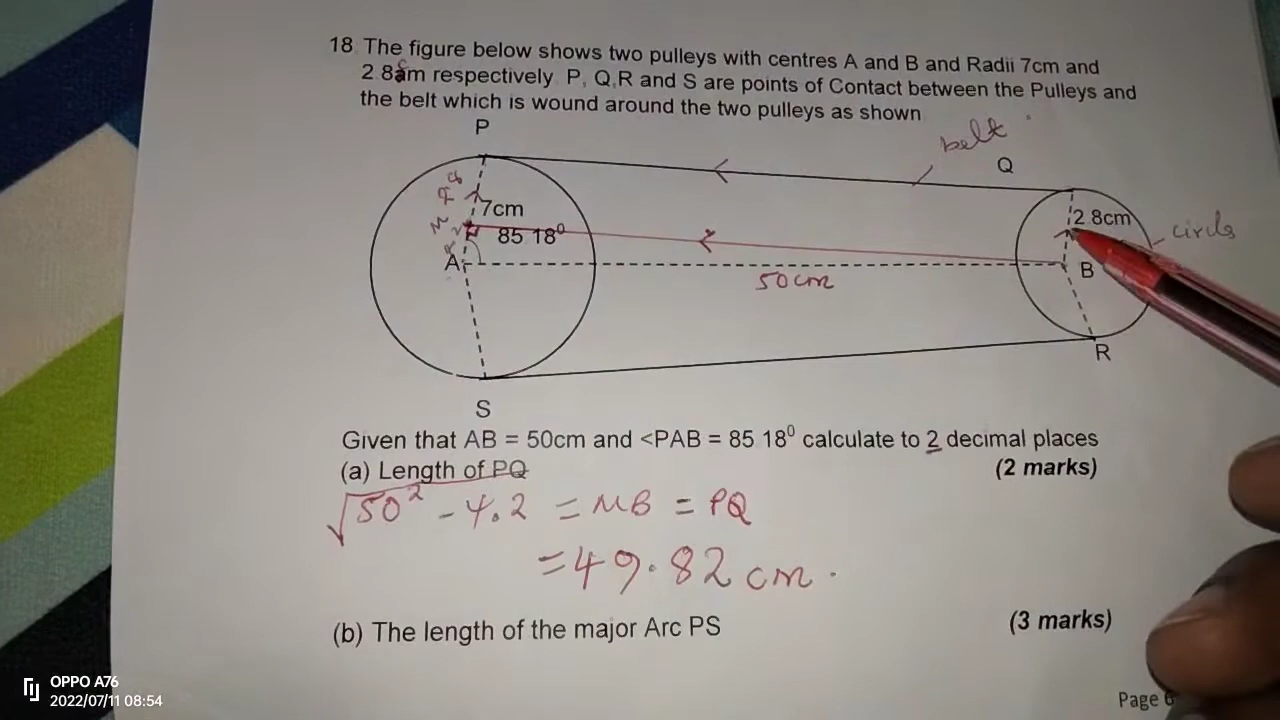 18 The figure below shows two pulleys with centres A and B and Radii 7cm and
2 8cm respectively P, Q,R and S are points of Contact between the Pulleys and
the belt which is wound around the two pulleys as shown
belt
P
Q
7cm
2 8cm
circls
M
85 18⁰
A
B
50cm
R
S
Given that AB = 50cm and <PAB = 85 18⁰ calculate to 2 decimal places
(a) Length of PQ (2 marks)
√50² - 4.2 = MB = PQ
= 49.82 cm.
(b) The length of the major Arc PS (3 marks)
OPPO A76
2022/07/11 08:54
Page 6